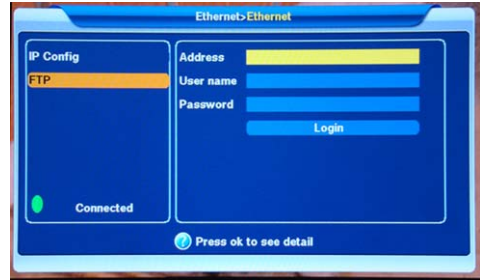 Ethernet>Ethernet
IP Config
FTP
Connected
Address
User name
Password
Login
? Press ok to see detail